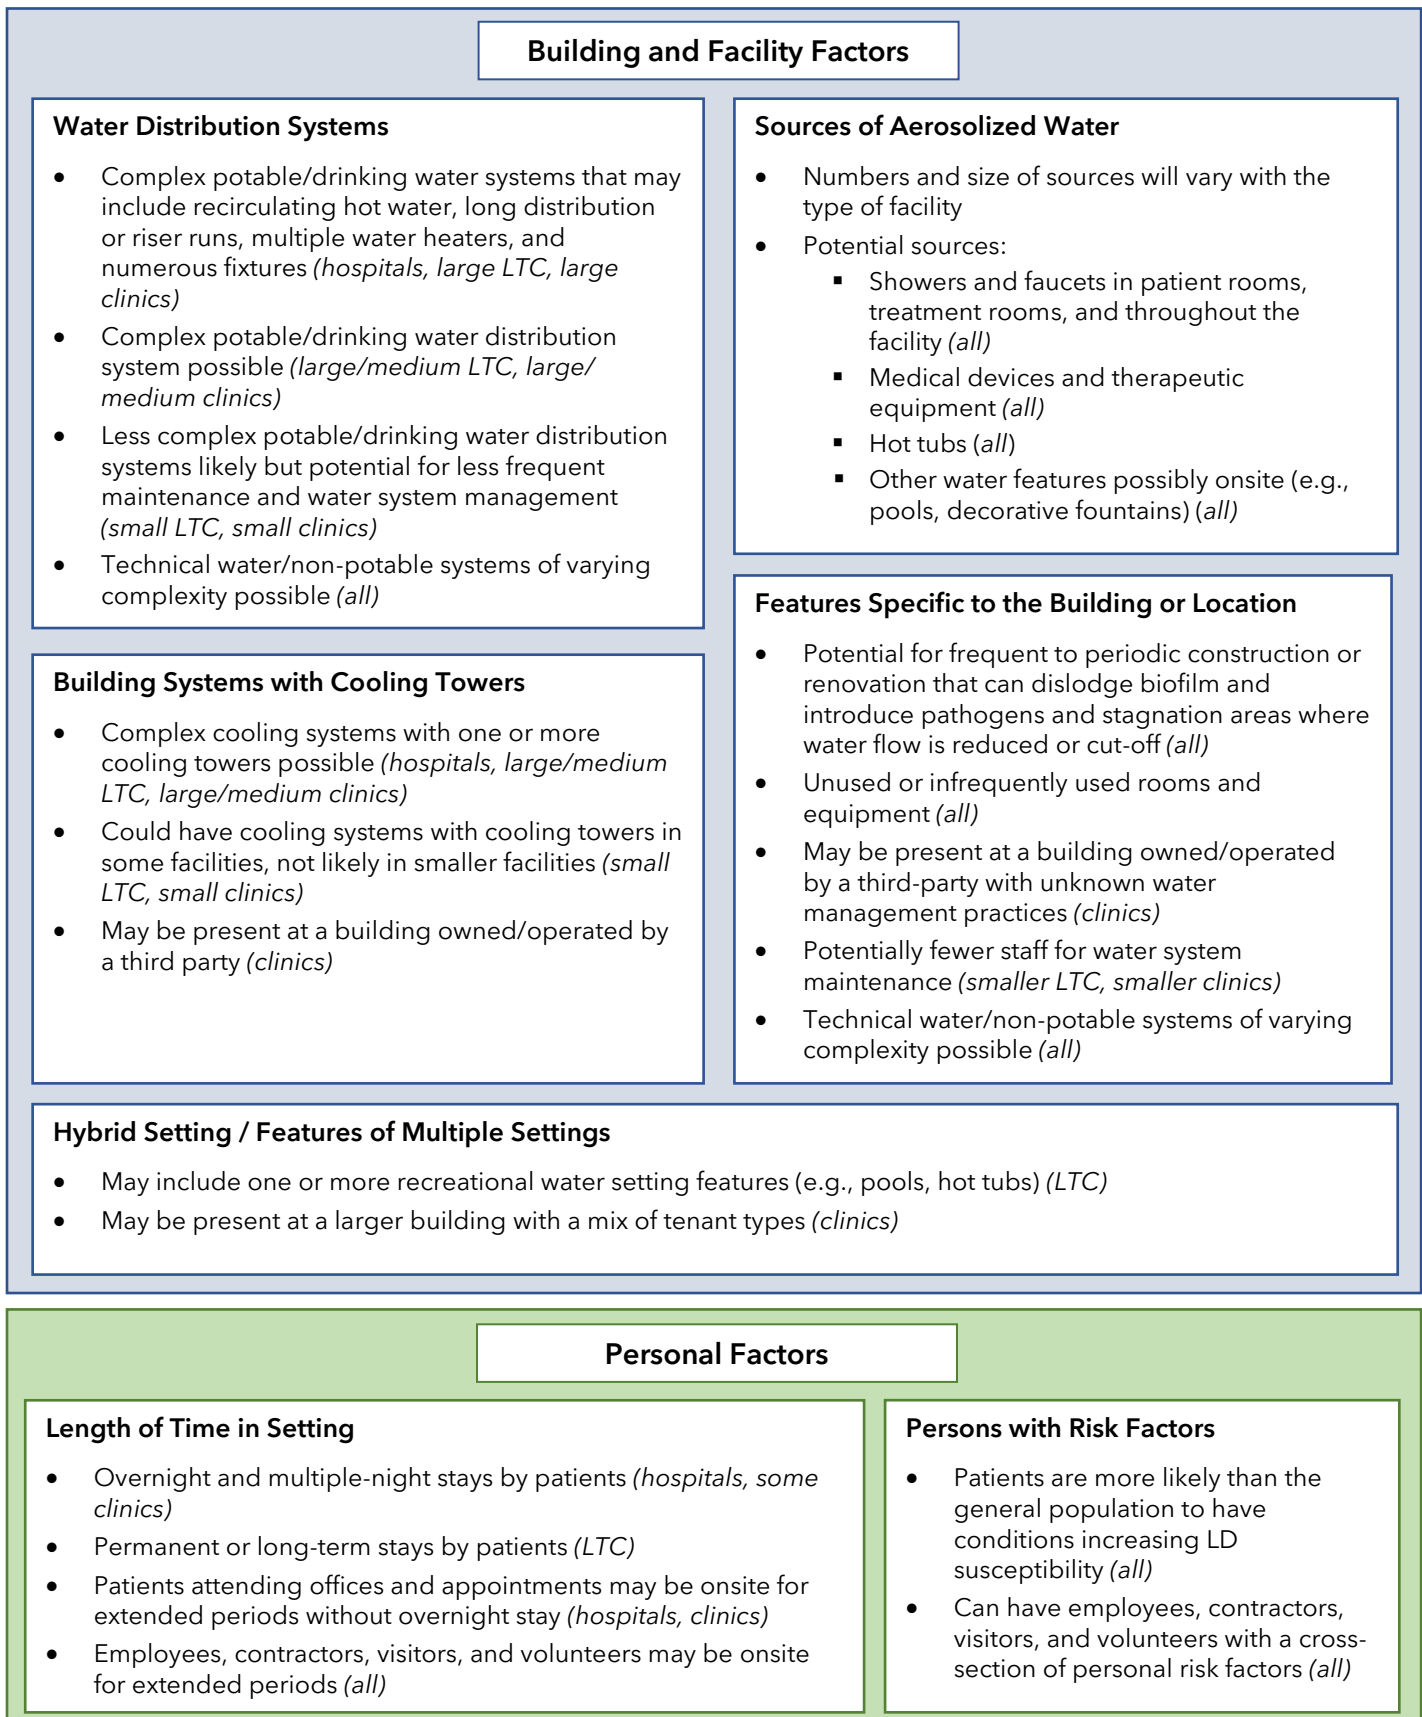 Building and Facility Factors
Water Distribution Systems
• Complex potable/drinking water systems that may
include recirculating hot water, long distribution
or riser runs, multiple water heaters, and
numerous fixtures (hospitals, large LTC, large
clinics)
• Complex potable/drinking water distribution
system possible (large/medium LTC, large/
medium clinics)
• Less complex potable/drinking water distribution
systems likely but potential for less frequent
maintenance and water system management
(small LTC, small clinics)
• Technical water/non-potable systems of varying
complexity possible (all)
Building Systems with Cooling Towers
• Complex cooling systems with one or more
cooling towers possible (hospitals, large/medium
LTC, large/medium clinics)
• Could have cooling systems with cooling towers in
some facilities, not likely in smaller facilities (small
LTC, small clinics)
• May be present at a building owned/operated by
a third party (clinics)
Sources of Aerosolized Water
• Numbers and size of sources will vary with the
type of facility
• Potential sources:
▪ Showers and faucets in patient rooms,
treatment rooms, and throughout the
facility (all)
▪ Medical devices and therapeutic
equipment (all)
▪ Hot tubs (all)
▪ Other water features possibly onsite (e.g.,
pools, decorative fountains) (all)
Features Specific to the Building or Location
• Potential for frequent to periodic construction or
renovation that can dislodge biofilm and
introduce pathogens and stagnation areas where
water flow is reduced or cut-off (all)
• Unused or infrequently used rooms and
equipment (all)
• May be present at a building owned/operated
by a third-party with unknown water
management practices (clinics)
• Potentially fewer staff for water system
maintenance (smaller LTC, smaller clinics)
• Technical water/non-potable systems of varying
complexity possible (all)
Hybrid Setting / Features of Multiple Settings
• May include one or more recreational water setting features (e.g., pools, hot tubs) (LTC)
• May be present at a larger building with a mix of tenant types (clinics)
Personal Factors
Length of Time in Setting
• Overnight and multiple-night stays by patients (hospitals, some
clinics)
• Permanent or long-term stays by patients (LTC)
• Patients attending offices and appointments may be onsite for
extended periods without overnight stay (hospitals, clinics)
• Employees, contractors, visitors, and volunteers may be onsite
for extended periods (all)
Persons with Risk Factors
• Patients are more likely than the
general population to have
conditions increasing LD
susceptibility (all)
• Can have employees, contractors,
visitors, and volunteers with a cross-
section of personal risk factors (all)